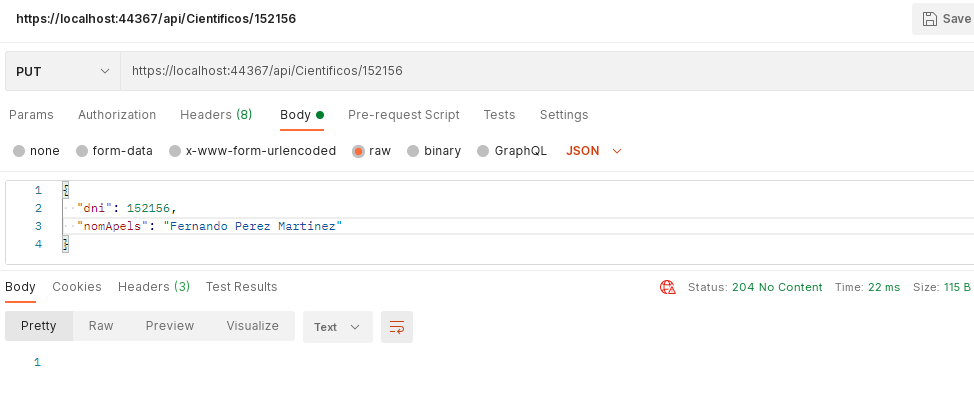 https://localhost:44367/api/Cientificos/152156
Save
PUT
https://localhost:44367/api/Cientificos/152156
Params Authorization Headers (8) Body Pre-request Script Tests Settings
none form-data x-www-form-urlencoded raw binary GraphQL JSON
1 {
2 "dni": 152156,
3 "nomApels": "Fernando Perez Martinez"
4 }
Body Cookies Headers (3) Test Results Status: 204 No Content Time: 22 ms Size: 115 B
Pretty Raw Preview Visualize Text
1